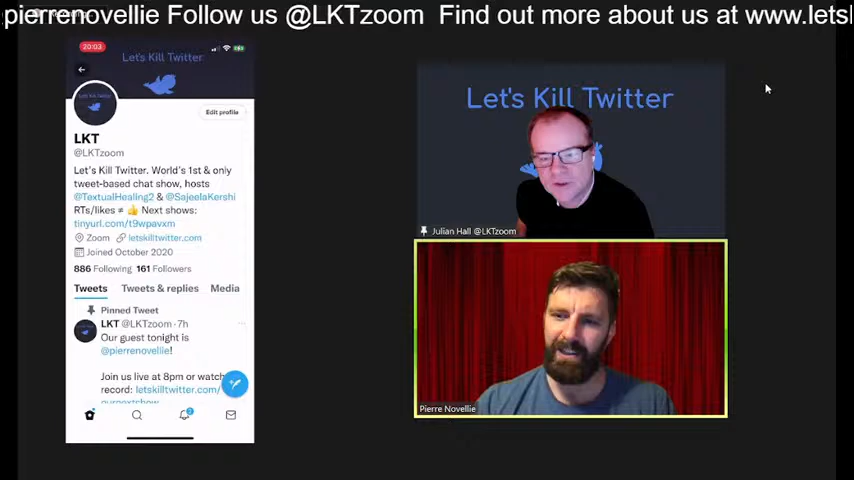 pierrenovellie Follow us @LKTzoom  Find out more about us at www.letsl
20:03
Let's Kill Twitter
Edit profile
LKT
@LKTzoom
Let's Kill Twitter. World's 1st & only
tweet-based chat show, hosts
@TextualHealing2 & @SajeelaKershi
RTs/likes ≠ 👍 Next shows:
tinyurl.com/t9wpavxm
Zoom letskilltwitter.com
Joined October 2020
886 Following 161 Followers
Tweets Tweets & replies Media
Pinned Tweet
LKT @LKTzoom · 7h
Our guest tonight is
@pierrenovellie!
Join us live at 8pm or watch
record: letskilltwitter.com/
ournextshow
2
Let's Kill Twitter
Julian Hall @LKTzoom
Pierre Novellie